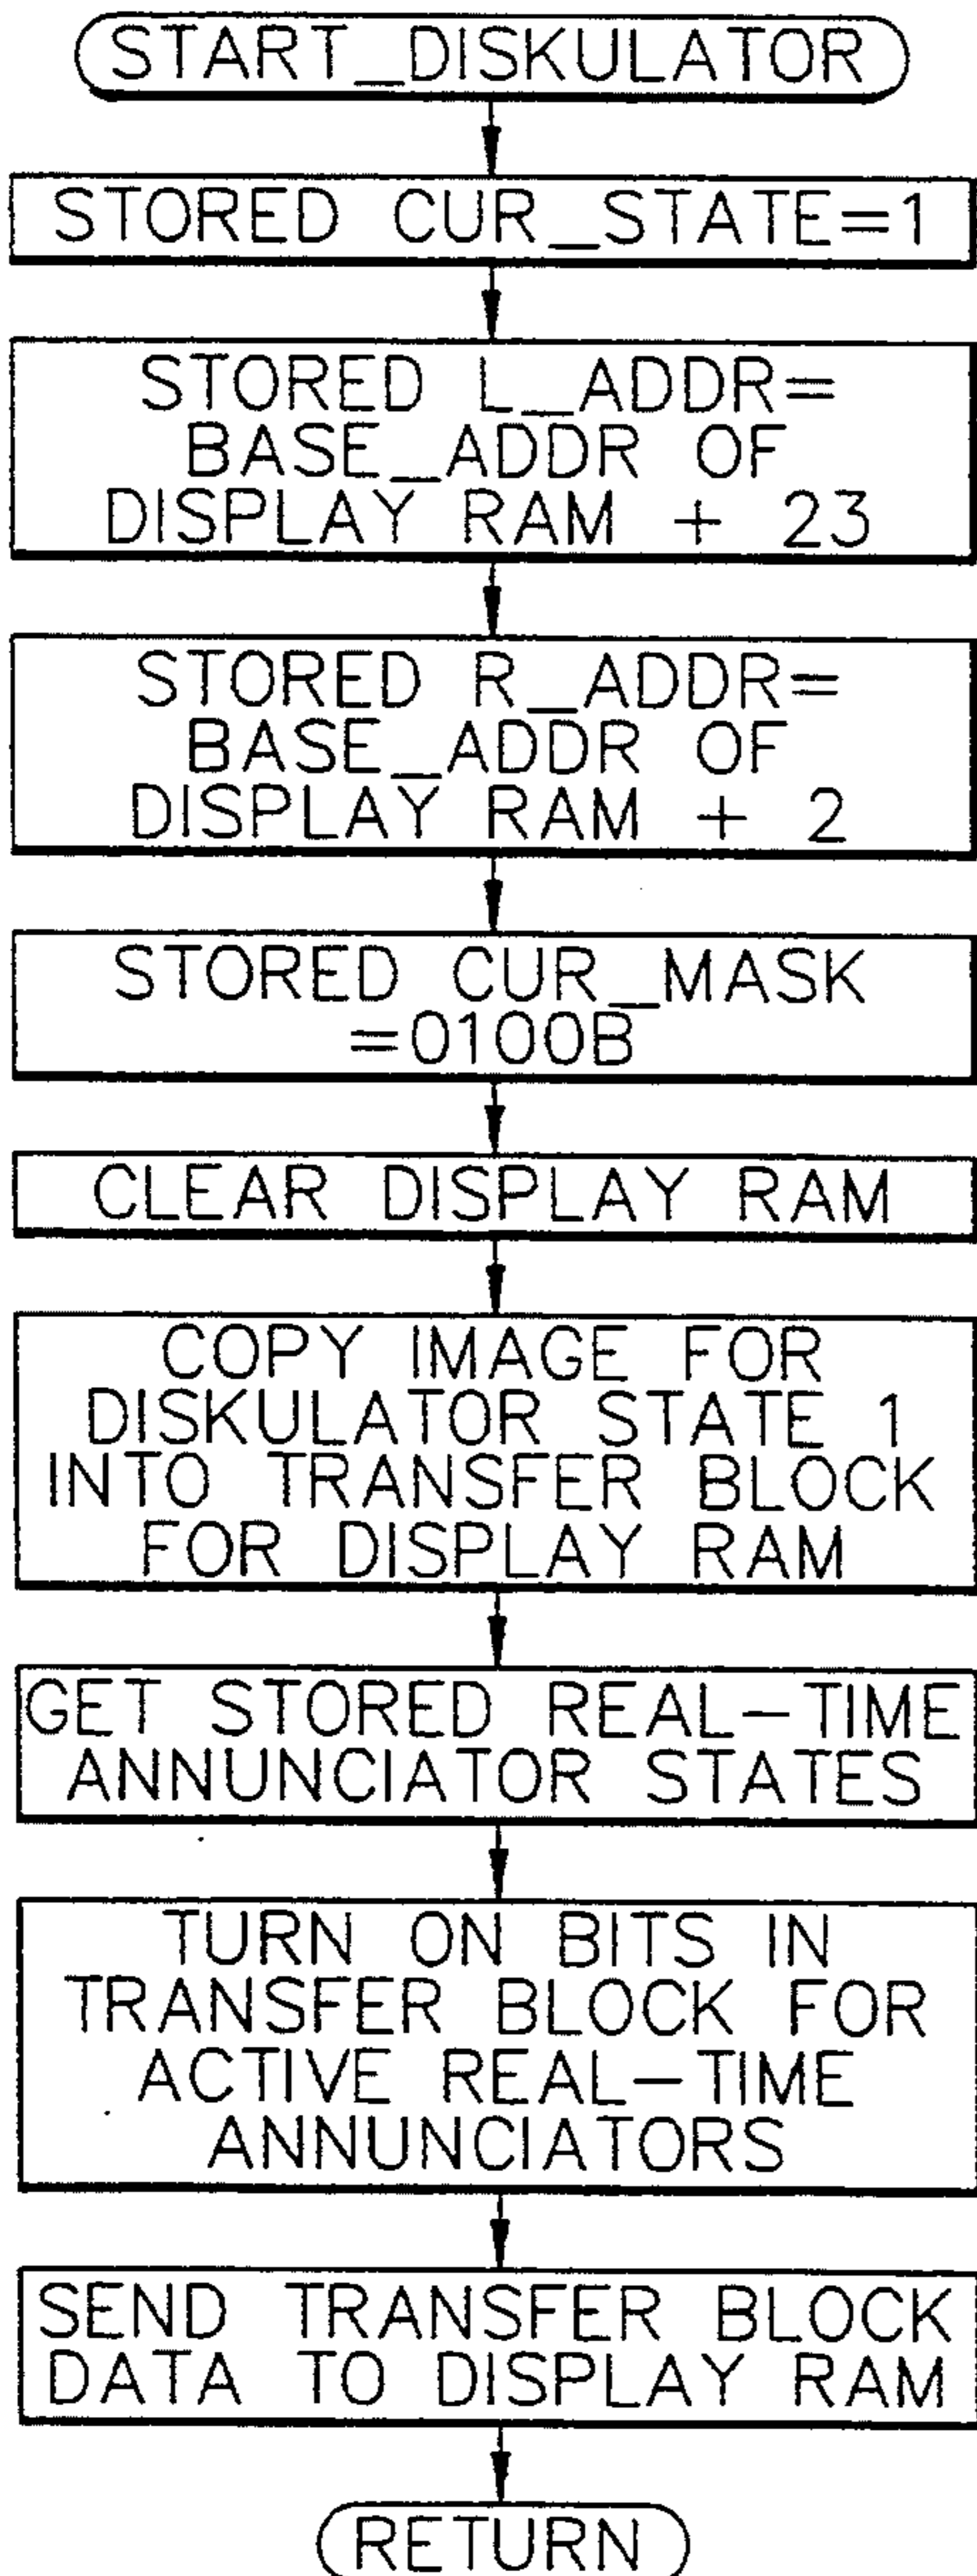 START_DISKULATOR
STORED CUR_STATE=1
STORED L_ADDR=
BASE_ADDR OF
DISPLAY RAM + 23
STORED R_ADDR=
BASE_ADDR OF
DISPLAY RAM + 2
STORED CUR_MASK
=0100B
CLEAR DISPLAY RAM
COPY IMAGE FOR
DISKULATOR STATE 1
INTO TRANSFER BLOCK
FOR DISPLAY RAM
GET STORED REAL-TIME
ANNUNCIATOR STATES
TURN ON BITS IN
TRANSFER BLOCK FOR
ACTIVE REAL-TIME
ANNUNCIATORS
SEND TRANSFER BLOCK
DATA TO DISPLAY RAM
RETURN